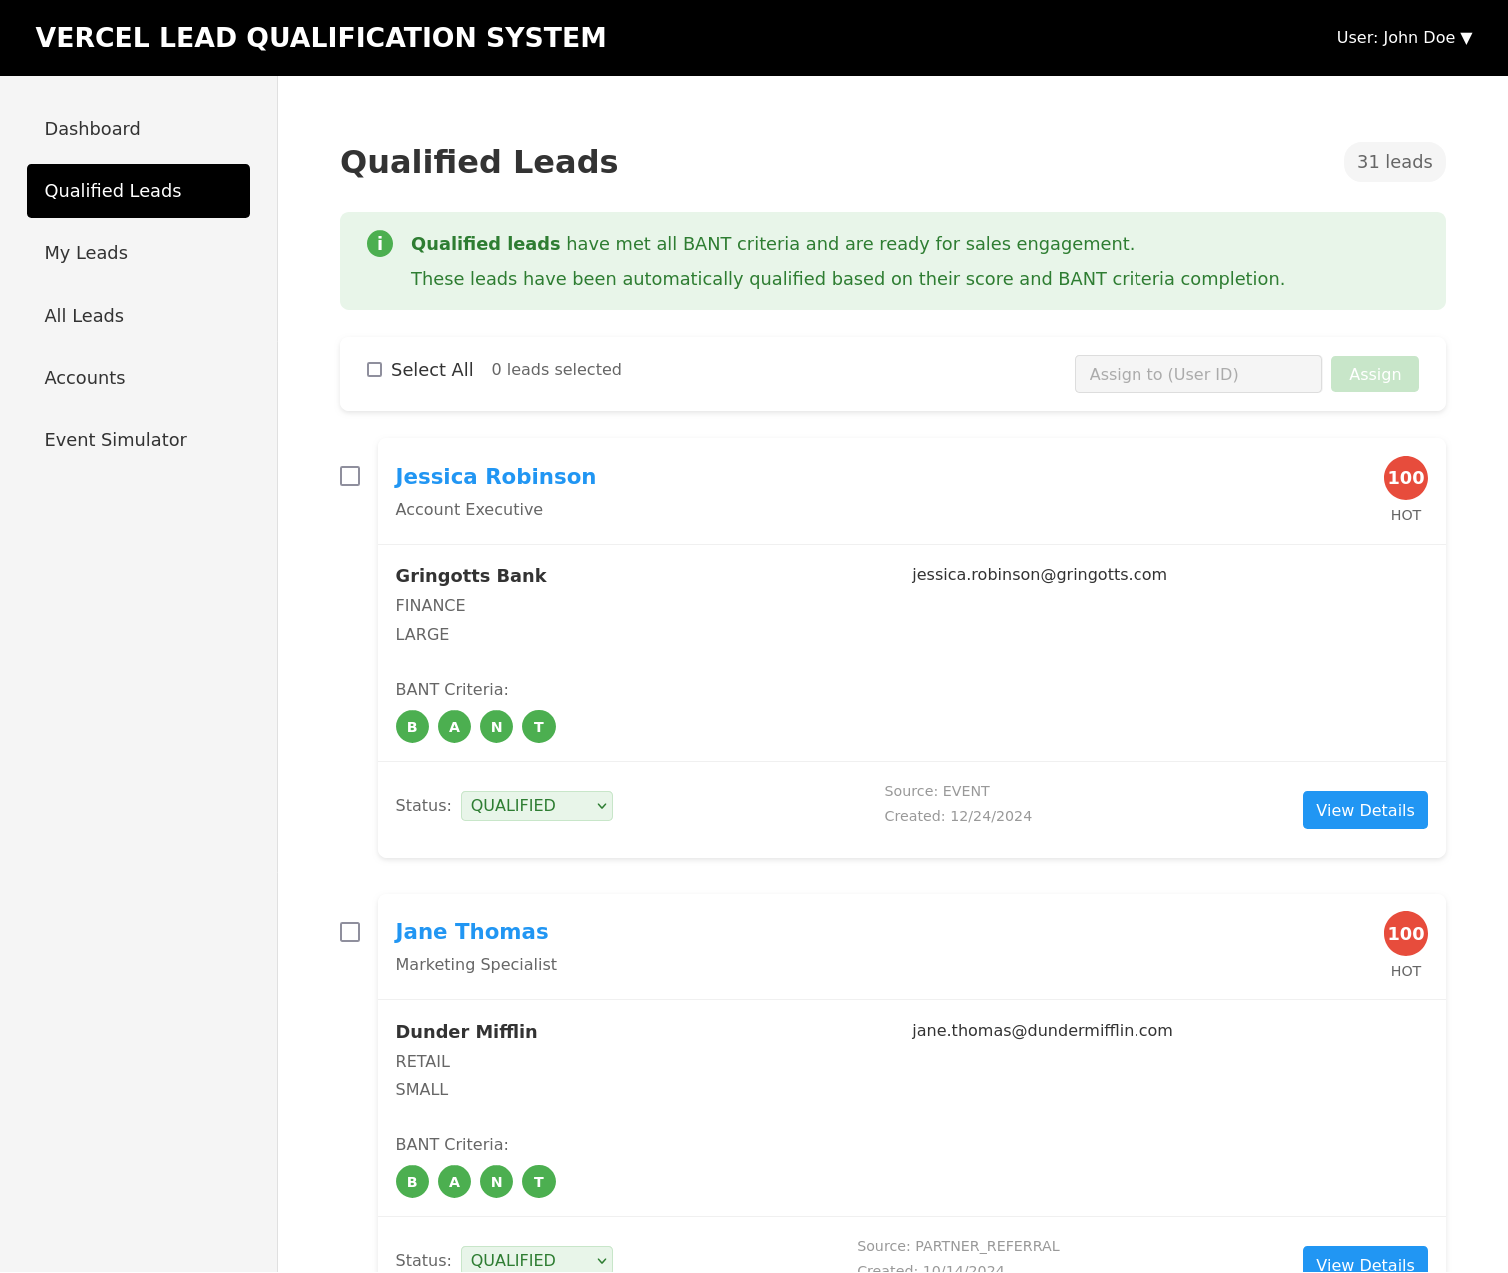 VERCEL LEAD QUALIFICATION SYSTEM
User: John Doe ▼
Dashboard
Qualified Leads
My Leads
All Leads
Accounts
Event Simulator
Qualified Leads
31 leads
i
Qualified leads have met all BANT criteria and are ready for sales engagement.
These leads have been automatically qualified based on their score and BANT criteria completion.
Select All 0 leads selected
Assign to (User ID) Assign
Jessica Robinson
Account Executive
100
HOT
Gringotts Bank
FINANCE
LARGE
jessica.robinson@gringotts.com
BANT Criteria:
B A N T
Status: QUALIFIED
Source: EVENT
Created: 12/24/2024
View Details
Jane Thomas
Marketing Specialist
100
HOT
Dunder Mifflin
RETAIL
SMALL
jane.thomas@dundermifflin.com
BANT Criteria:
B A N T
Status: QUALIFIED
Source: PARTNER_REFERRAL
Created: 10/14/2024
View Details